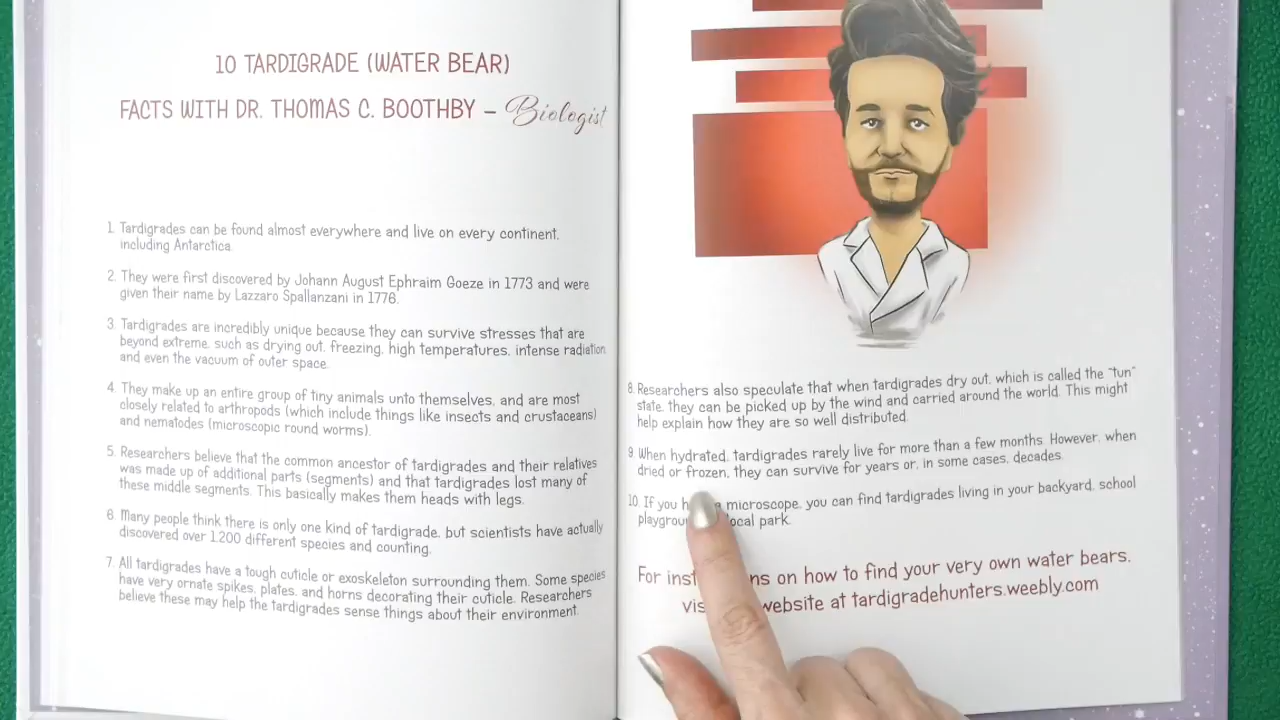 10 TARDIGRADE (WATER BEAR)
FACTS WITH DR. THOMAS C. BOOTHBY – Biologist
1. Tardigrades can be found almost everywhere and live on every continent,
including Antarctica.
2. They were first discovered by Johann August Ephraim Goeze in 1773 and were
given their name by Lazzaro Spallanzani in 1776.
3. Tardigrades are incredibly unique because they can survive stresses that are
beyond extreme, such as drying out, freezing, high temperatures, intense radiation
and even the vacuum of outer space.
4. They make up an entire group of tiny animals unto themselves, and are most
closely related to arthropods (which include things like insects and crustaceans)
and nematodes (microscopic round worms).
5. Researchers believe that the common ancestor of tardigrades and their relatives
was made up of additional parts (segments) and that tardigrades lost many of
these middle segments. This basically makes them heads with legs.
6. Many people think there is only one kind of tardigrade, but scientists have actually
discovered over 1,200 different species and counting.
7. All tardigrades have a tough cuticle or exoskeleton surrounding them. Some species
have very ornate spikes, plates, and horns decorating their cuticle. Researchers
believe these may help the tardigrades sense things about their environment.
8. Researchers also speculate that when tardigrades dry out, which is called the "tun"
state, they can be picked up by the wind and carried around the world. This might
help explain how they are so well distributed.
9. When hydrated, tardigrades rarely live for more than a few months. However, when
dried or frozen, they can survive for years or, in some cases, decades.
10. If you microscope, you can find tardigrades living in your backyard, school
local park.
For on how to find your very own water bears,
website at tardigradehunters.weebly.com